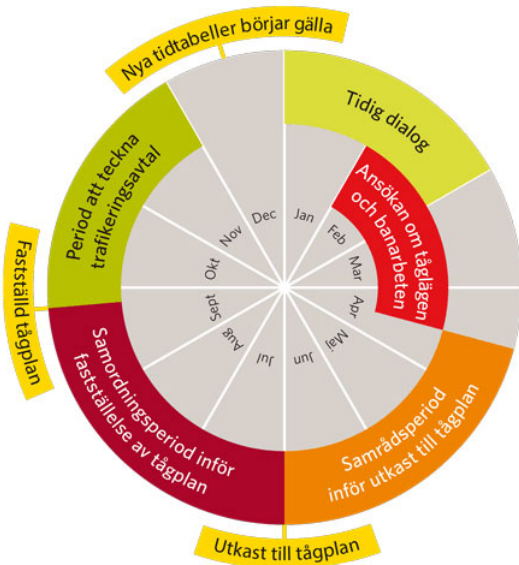 Nya tidtabeller börjar gälla
Tidig dialog
Ansökan om tåglägen
och banarbeten
Samrådsperiod
inför utkast till tågplan
Utkast till tågplan
Samordningsperiod inför
fastställelse av tågplan
Fastställd tågplan
Period att teckna
trafikeringsavtal
Jan
Feb
Mar
Apr
Maj
Jun
Jul
Aug
Sept
Okt
Nov
Dec